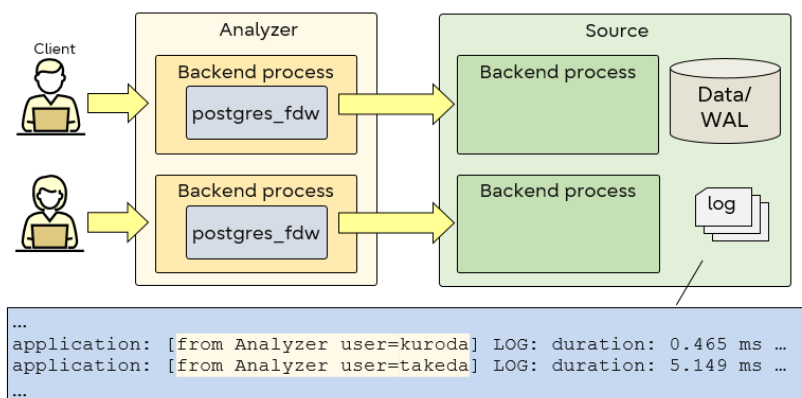 Analyzer
Source
Client
Backend process
postgres_fdw
Backend process
Data/
WAL
Backend process
postgres_fdw
Backend process
log
...
application: [from Analyzer user=kuroda] LOG: duration: 0.465 ms …
application: [from Analyzer user=takeda] LOG: duration: 5.149 ms …
...